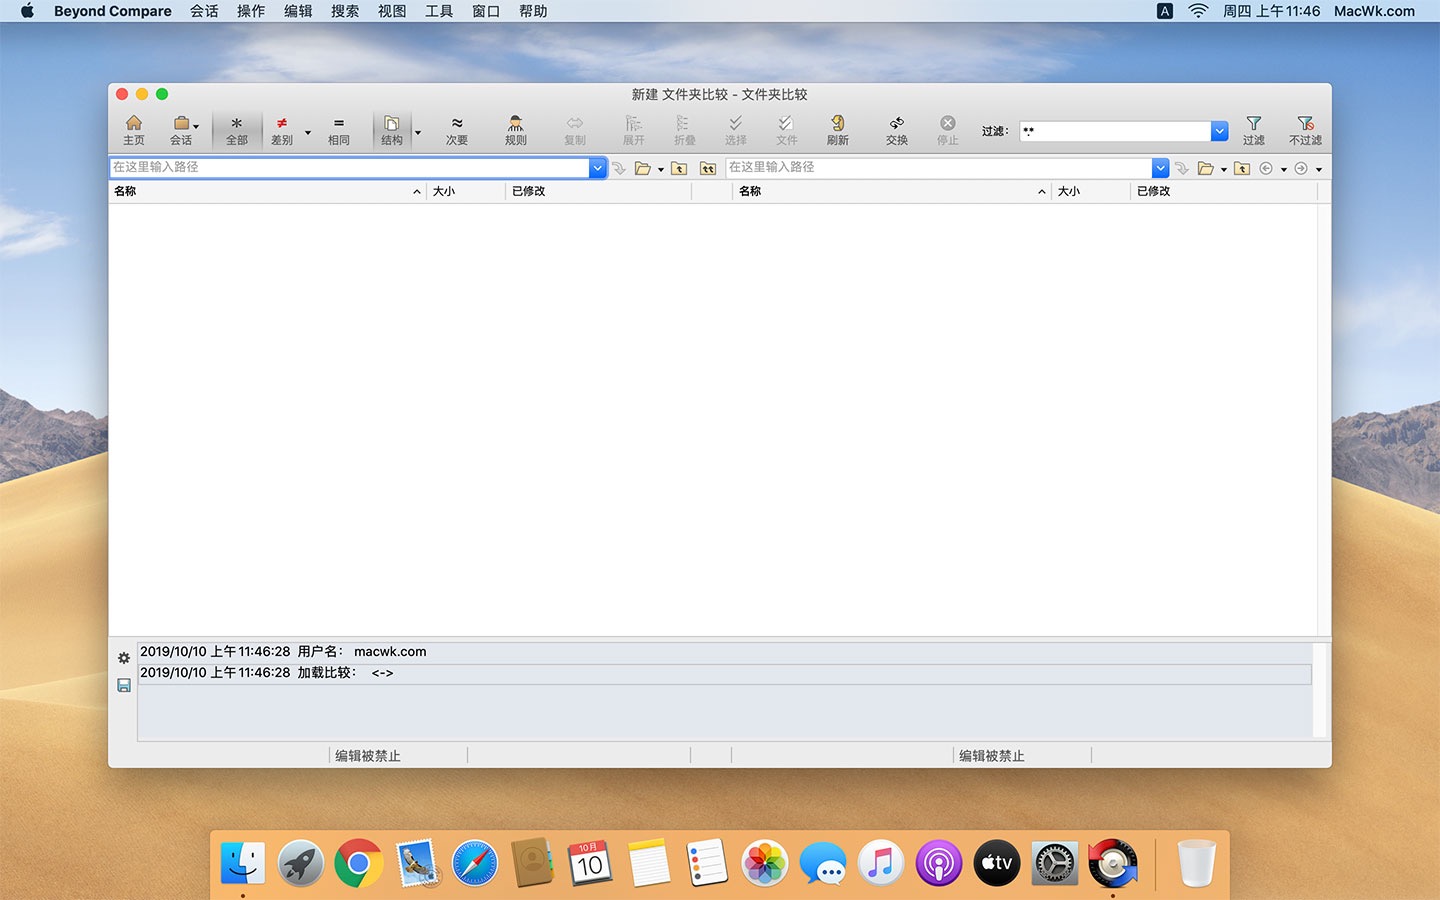 Beyond Compare 会话 操作 编辑 搜索 视图 工具 窗口 帮助 A 周四 上午11:46 MacWk.com
新建 文件夹比较 - 文件夹比较
主页 会话 全部 差别 相同 结构 次要 规则 复制 展开 折叠 选择 文件 刷新 交换 停止 过滤: *.* 过滤 不过滤
在这里输入路径 在这里输入路径
名称 大小 已修改 名称 大小 已修改
2019/10/10 上午11:46:28 用户名: macwk.com
2019/10/10 上午11:46:28 加载比较: <->
编辑被禁止 编辑被禁止
10月
10
tv